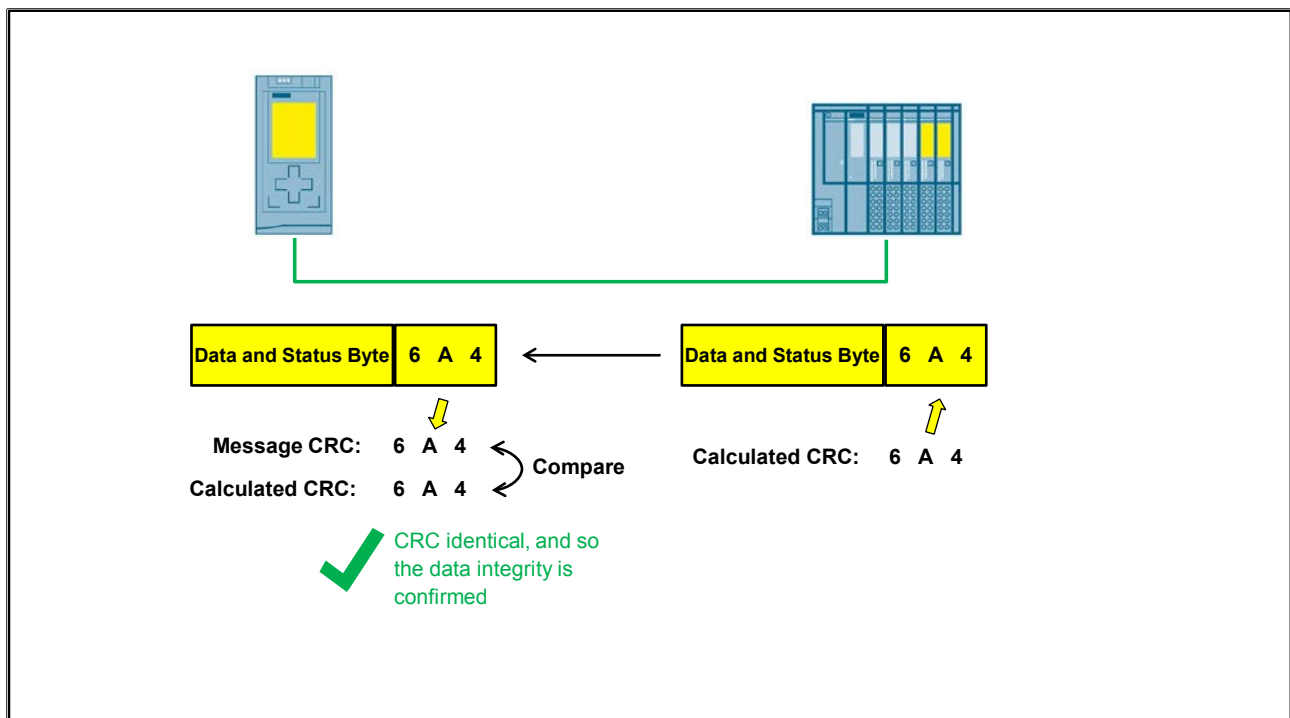 Data and Status Byte 6 A 4
Data and Status Byte 6 A 4
Message CRC: 6 A 4
Calculated CRC: 6 A 4
Compare
Calculated CRC: 6 A 4
CRC identical, and so
the data integrity is
confirmed